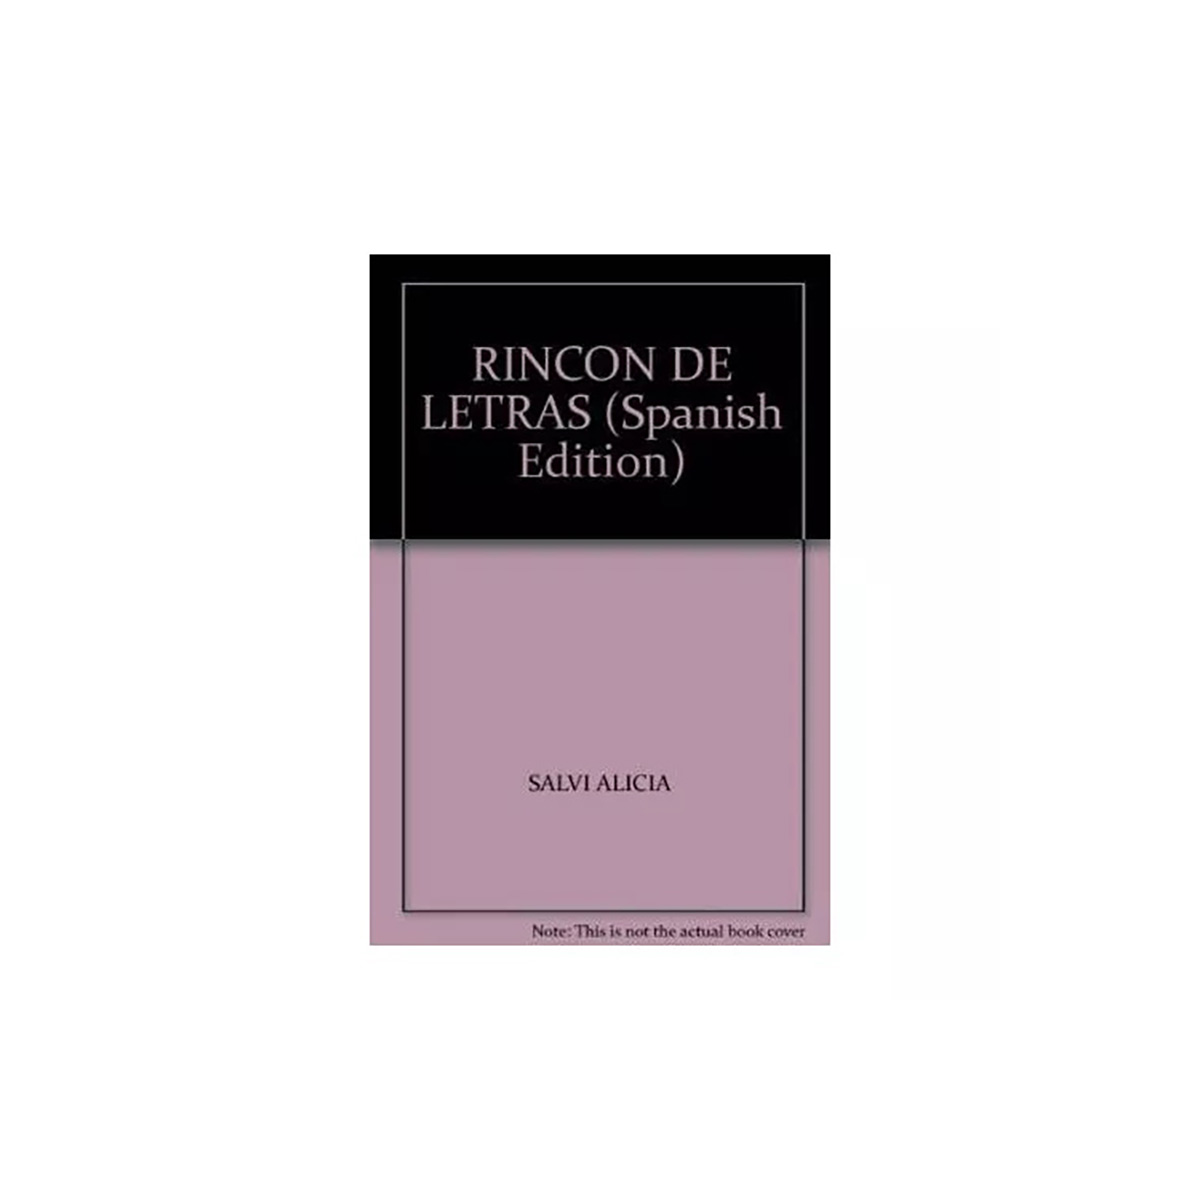 RINCON DE
LETRAS (Spanish
Edition)
SALVI ALICIA
Note: This is not the actual book cover